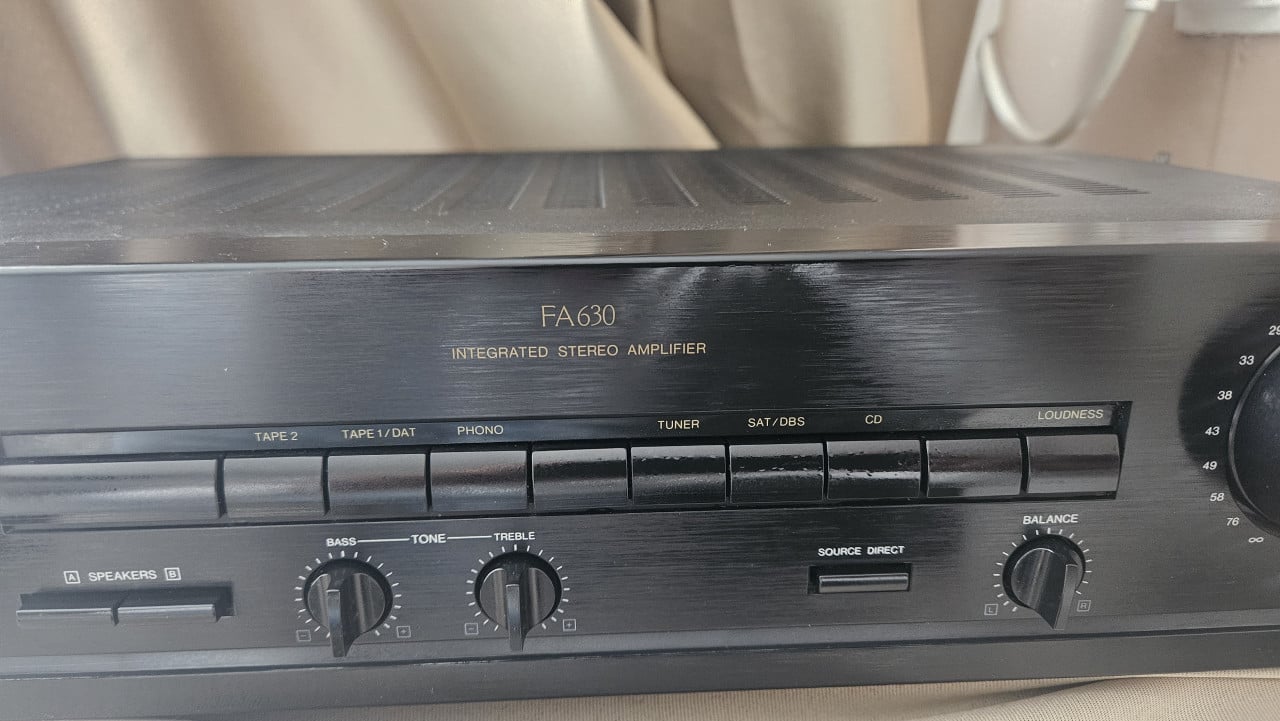 FA630
INTEGRATED STEREO AMPLIFIER
TAPE 2 TAPE 1/DAT PHONO TUNER SAT/DBS CD LOUDNESS
29
33
38
43
49
58
76
∞
BASS TONE TREBLE
- + - +
A SPEAKERS B
SOURCE DIRECT
BALANCE
L R